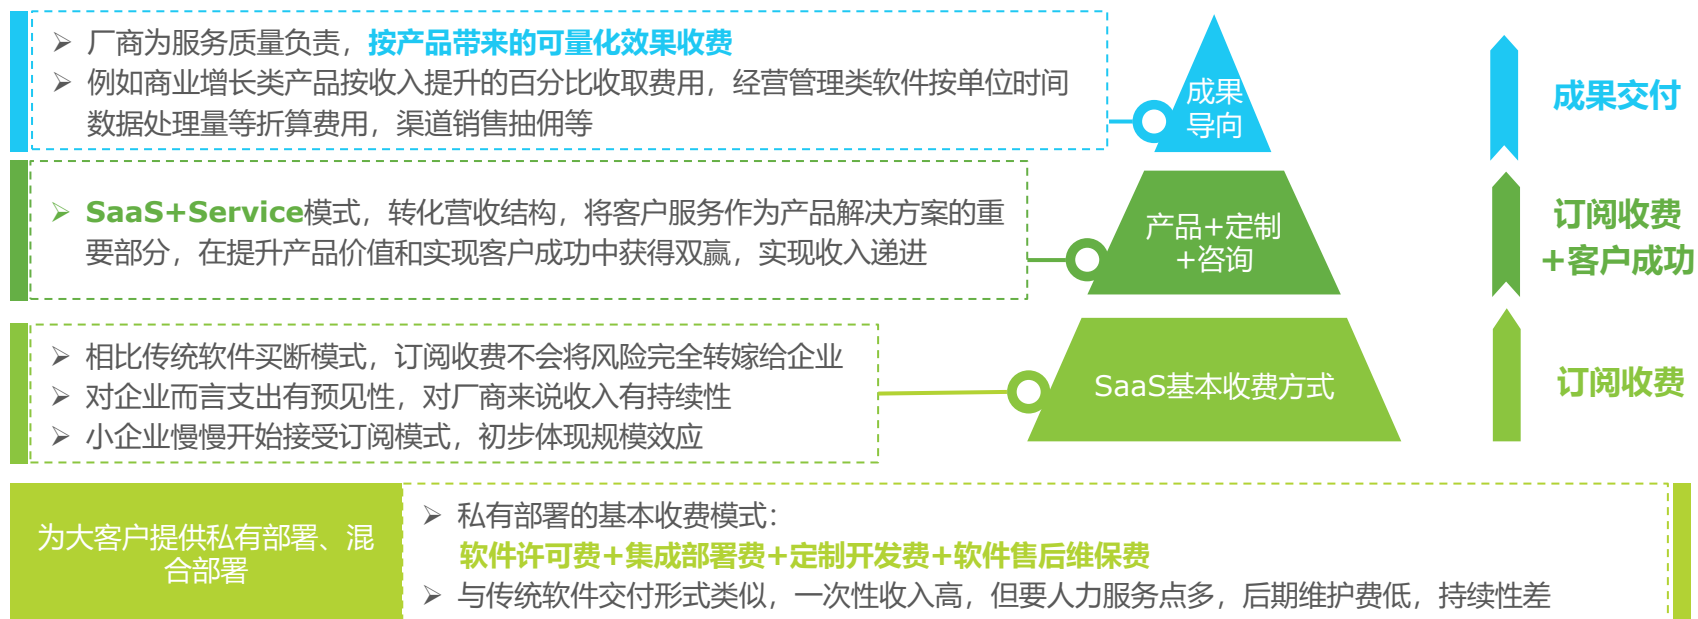 厂商为服务质量负责，按产品带来的可量化效果收费
例如商业增长类产品按收入提升的百分比收取费用，经营管理类软件按单位时间
数据处理量等折算费用，渠道销售抽佣等
成果
导向
成果交付
SaaS+Service模式，转化营收结构，将客户服务作为产品解决方案的重
要部分，在提升产品价值和实现客户成功中获得双赢，实现收入递进
产品+定制
+咨询
订阅收费
+客户成功
相比传统软件买断模式，订阅收费不会将风险完全转嫁给企业
对企业而言支出有预见性，对厂商来说收入有持续性
小企业慢慢开始接受订阅模式，初步体现规模效应
SaaS基本收费方式
订阅收费
为大客户提供私有部署、混
合部署
私有部署的基本收费模式：
软件许可费+集成部署费+定制开发费+软件售后维保费
与传统软件交付形式类似，一次性收入高，但要人力服务点多，后期维护费低，持续性差